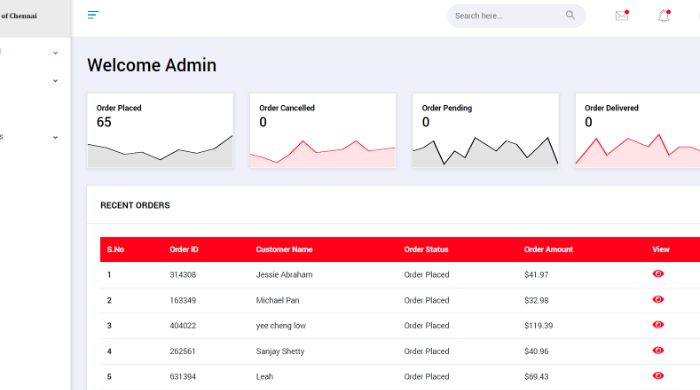 of Chennai
Search here...
Welcome Admin
Order Placed
65
Order Cancelled
0
Order Pending
0
Order Delivered
0
RECENT ORDERS
S.No Order ID Customer Name Order Status Order Amount View
1 314308 Jessie Abraham Order Placed $41.97
2 163349 Michael Pan Order Placed $32.98
3 404022 yee cheng low Order Placed $119.39
4 262561 Sanjay Shetty Order Placed $40.96
5 631394 Leah Order Placed $69.43